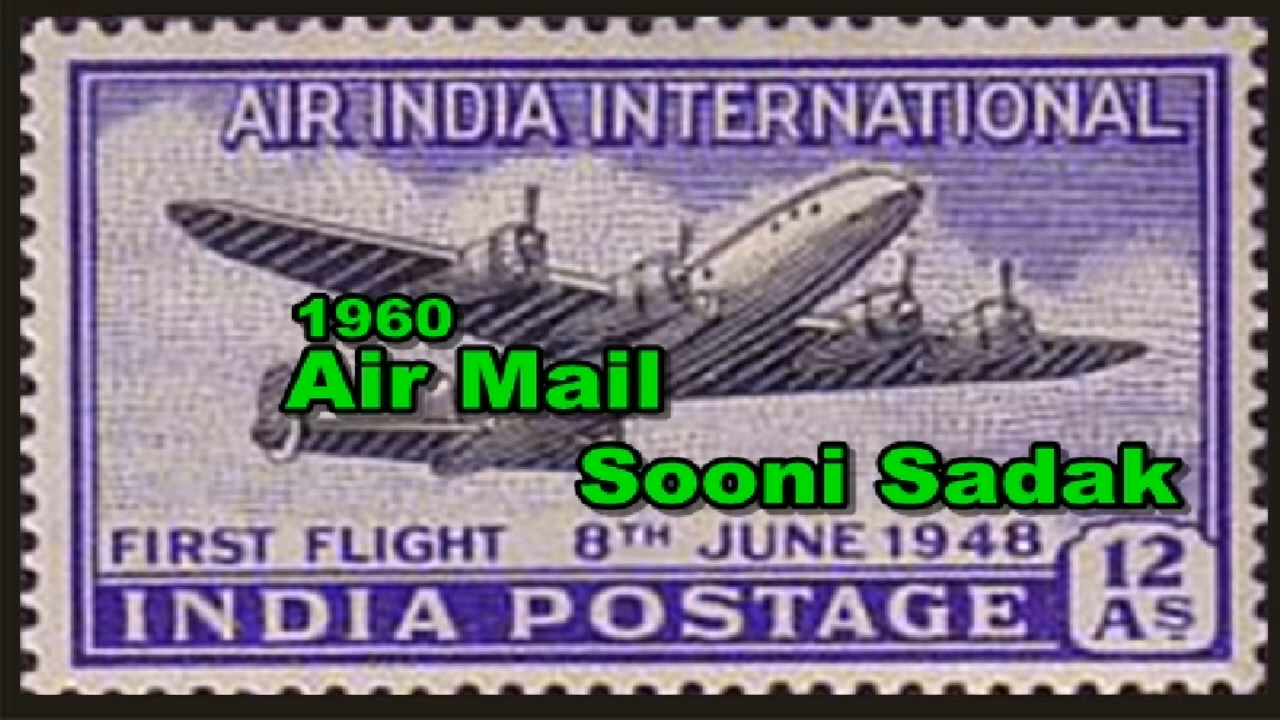 AIR INDIA INTERNATIONAL
1960
Air Mail
Sooni Sadak
FIRST FLIGHT 8TH JUNE 1948
12
AS
INDIA POSTAGE